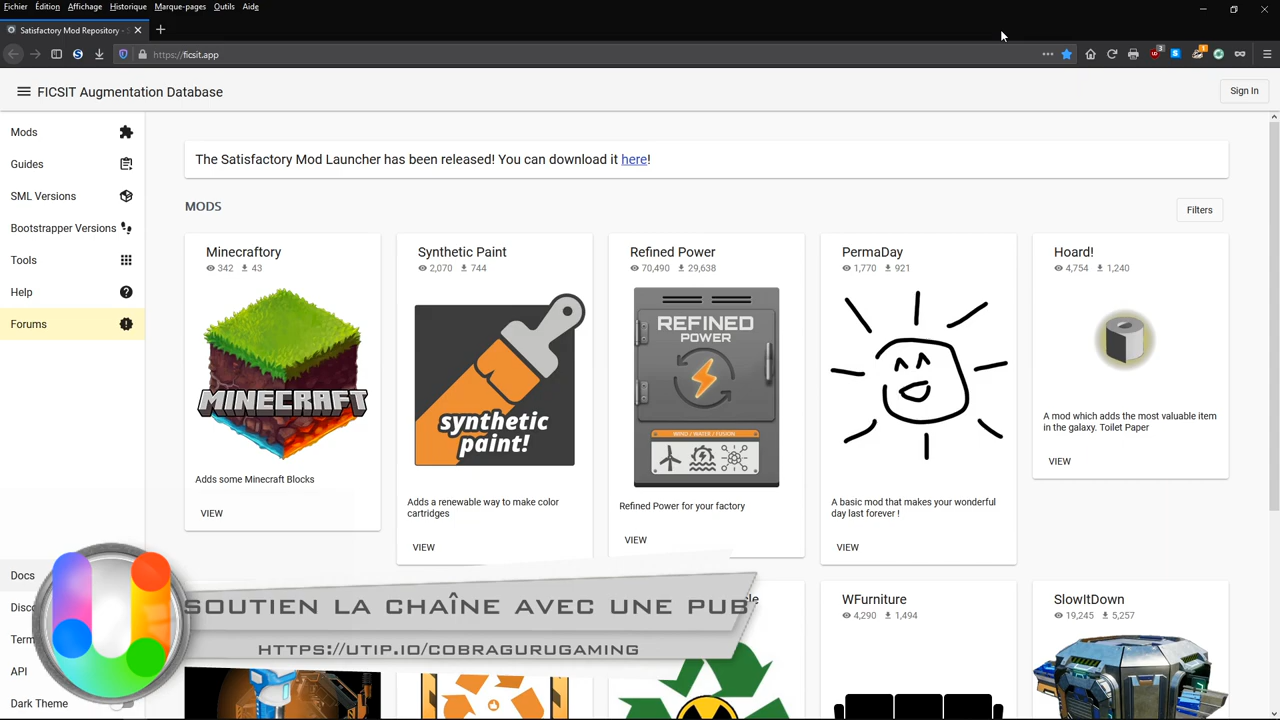 Fichier Édition Affichage Historique Marque-pages Outils Aide
Satisfactory Mod Repository -
https://ficsit.app
3
1
FICSIT Augmentation Database
Sign In
Mods
Guides
SML Versions
Bootstrapper Versions
Tools
Help
Forums
Docs
API
Dark Theme
The Satisfactory Mod Launcher has been released! You can download it here!
MODS
Filters
Minecraftory
342 43
MINECRAFT
Adds some Minecraft Blocks
VIEW
Synthetic Paint
2,070 744
synthetic
paint!
Adds a renewable way to make color
cartridges
VIEW
Refined Power
70,490 29,638
REFINED
POWER
WIND / WATER / FUSION
Refined Power for your factory
VIEW
PermaDay
1,770 921
A basic mod that makes your wonderful
day last forever !
VIEW
Hoard!
4,754 1,240
A mod which adds the most valuable item
in the galaxy. Toilet Paper
VIEW
WFurniture
4,290 1,494
SlowItDown
19,245 5,257
SOUTIEN LA CHAÎNE AVEC UNE PUB
HTTPS://UTIP.IO/COBRAGURUGAMING